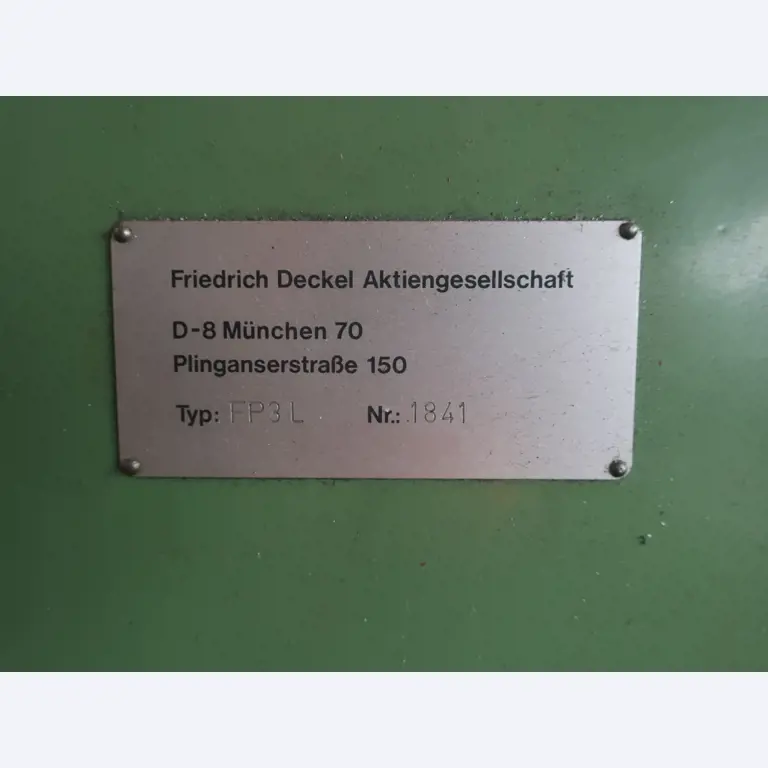 Friedrich Deckel Aktiengesellschaft
D-8 München 70
Plinganserstraße 150
Typ: FP3L Nr.: 1841